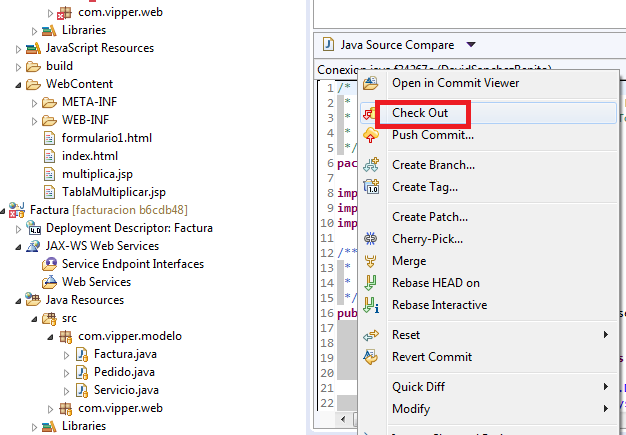 com.vipper.web
Libraries
JavaScript Resources
build
WebContent
META-INF
WEB-INF
formulario1.html
index.html
multiplica.jsp
TablaMultiplicar.jsp
Factura [facturacion b6cdb48]
Deployment Descriptor: Factura
JAX-WS Web Services
Service Endpoint Interfaces
Web Services
Java Resources
src
com.vipper.modelo
Factura.java
Pedido.java
Servicio.java
com.vipper.web
Libraries
Java Source Compare
1 /*
2 *
3 *
4 *
5 */
6 pac
7
8 imp
9 imp
10 imp
11
12 /**
13 *
14 *
15 */
16 pub
17
18
19
20
21
22
Open in Commit Viewer
Check Out
Push Commit...
Create Branch...
Create Tag...
Create Patch...
Cherry-Pick...
Merge
Rebase HEAD on
Rebase Interactive
Reset
Revert Commit
Quick Diff
Modify